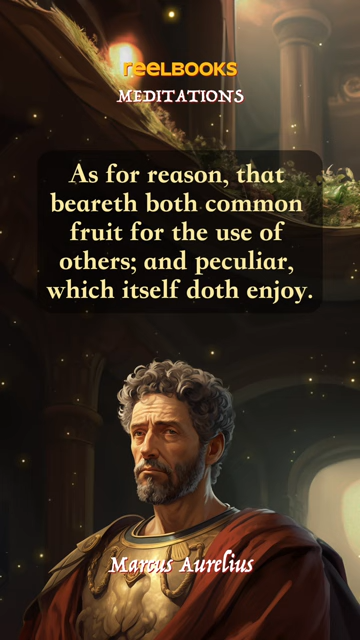 reelBOOKS
MEDITATIONS
As for reason, that
beareth both common
fruit for the use of
others; and peculiar,
which itself doth enjoy.
Marcus Aurelius